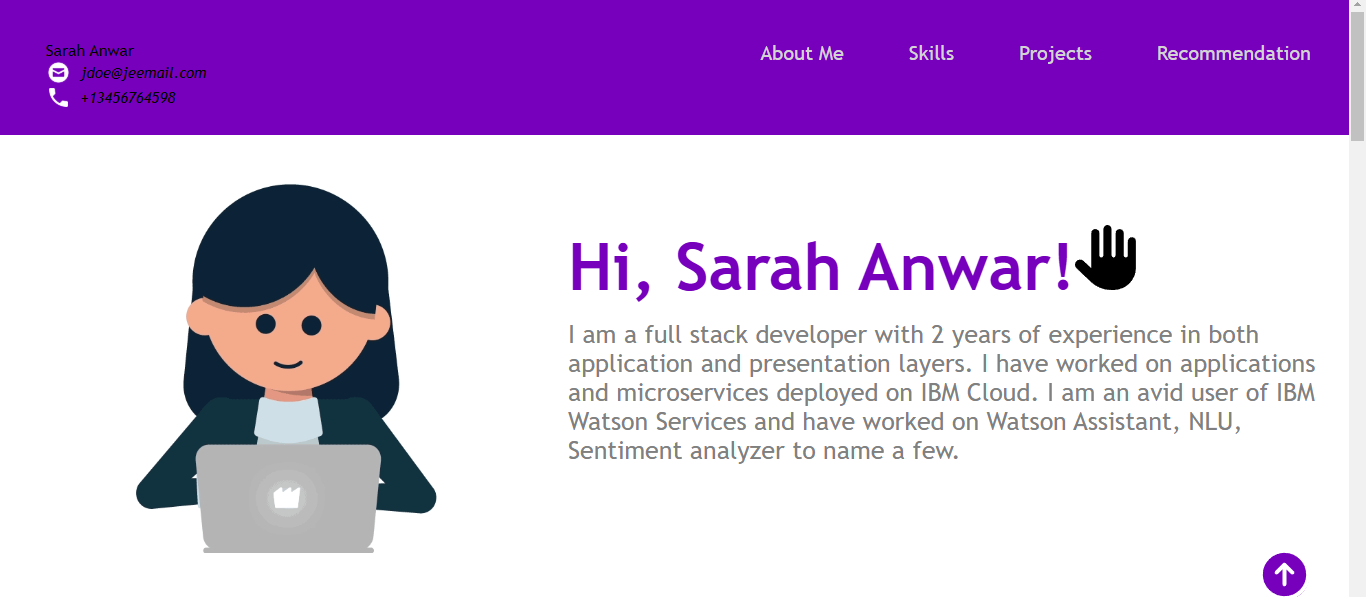 Sarah Anwar
jdoe@jeemail.com
+13456764598
About Me Skills Projects Recommendation
Hi, Sarah Anwar!
I am a full stack developer with 2 years of experience in both
application and presentation layers. I have worked on applications
and microservices deployed on IBM Cloud. I am an avid user of IBM
Watson Services and have worked on Watson Assistant, NLU,
Sentiment analyzer to name a few.